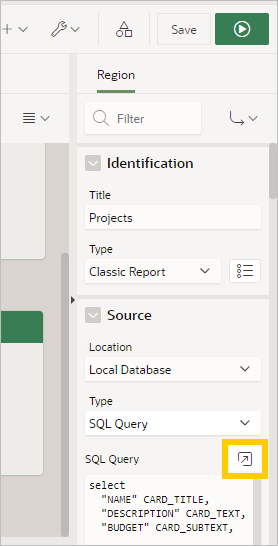 Save
Region
Filter
Identification
Title
Projects
Type
Classic Report
Source
Location
Local Database
Type
SQL Query
SQL Query
select
"NAME" CARD_TITLE,
"DESCRIPTION" CARD_TEXT,
"BUDGET" CARD_SUBTEXT,